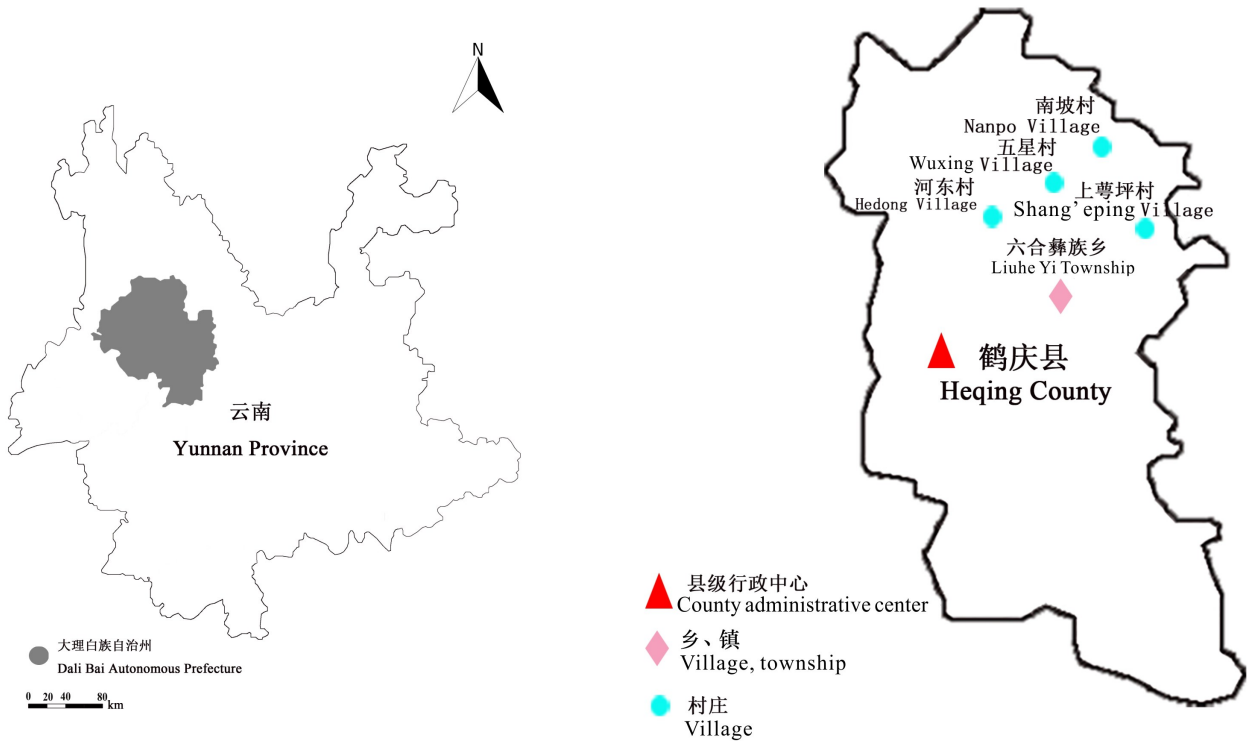 N
云南
Yunnan Province
大理白族自治州
Dali Bai Autonomous Prefecture
0 20 40 80 km
南坡村
Nanpo Village
五星村
Wuxing Village
河东村
Hedong Village
上萼坪村
Shang'eping Village
六合彝族乡
Liuhe Yi Township
鹤庆县
Heqing County
县级行政中心
County administrative center
乡、镇
Village, township
村庄
Village